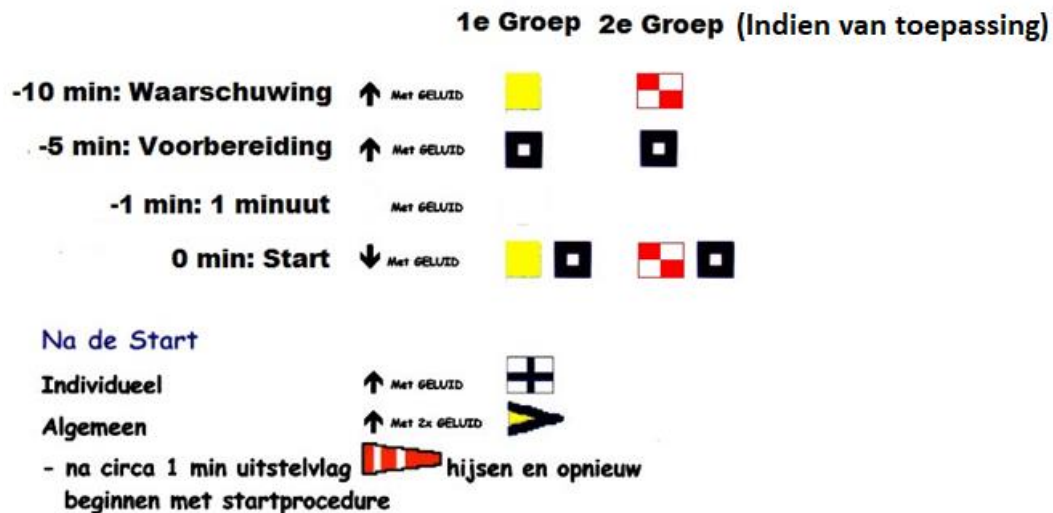 1e Groep 2e Groep (Indien van toepassing)
-10 min: Waarschuwing Met GELUID
-5 min: Voorbereiding Met GELUID
-1 min: 1 minuut Met GELUID
0 min: Start Met GELUID
Na de Start
Individueel Met GELUID
Algemeen Met 2x GELUID
- na circa 1 min uitstelvlag hijsen en opnieuw
beginnen met startprocedure